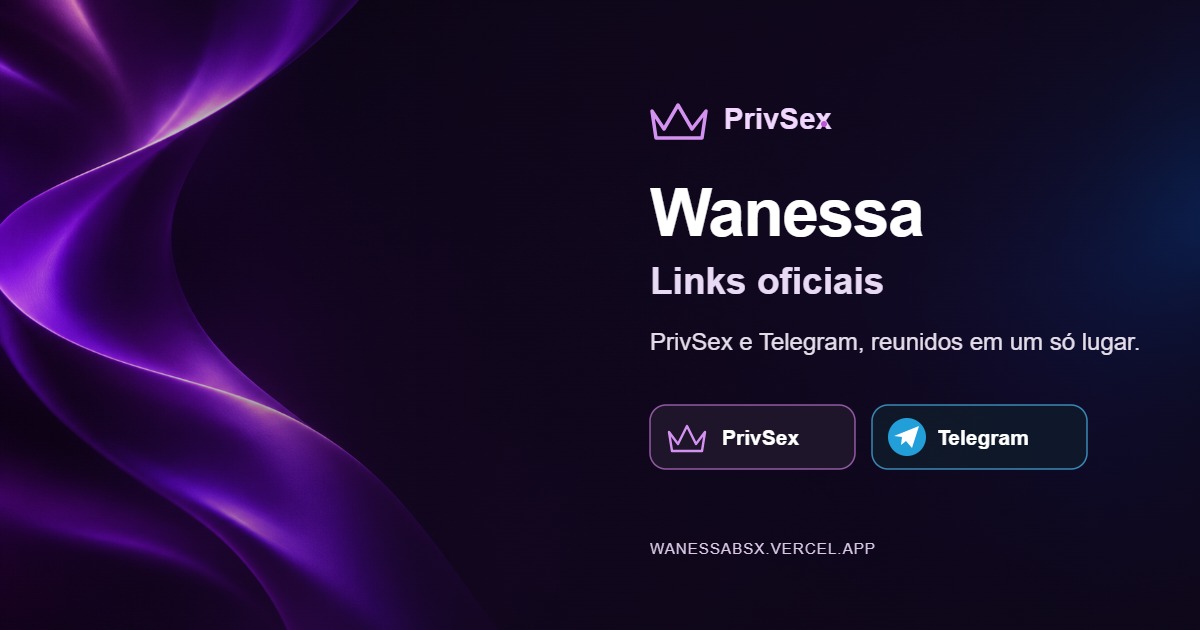 PrivSex
Wanessa
Links oficiais
PrivSex e Telegram, reunidos em um só lugar.
PrivSex
Telegram
WANESSABSX.VERCEL.APP